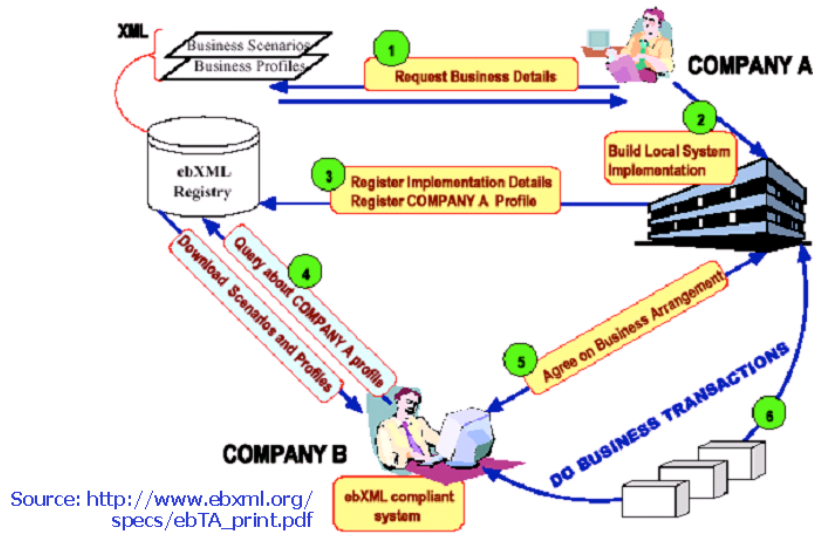 XML
Business Scenarios
Business Profiles
1
Request Business Details
COMPANY A
2
Build Local System
Implementation
ebXML
Registry
3
Register Implementation Details
Register COMPANY A Profile
4
Query about COMPANY A profile
Download Scenarios and Profiles
5
Agree on Business Arrangement
DO BUSINESS TRANSACTIONS
6
COMPANY B
ebXML compliant
system
Source: http://www.ebxml.org/
specs/ebTA_print.pdf